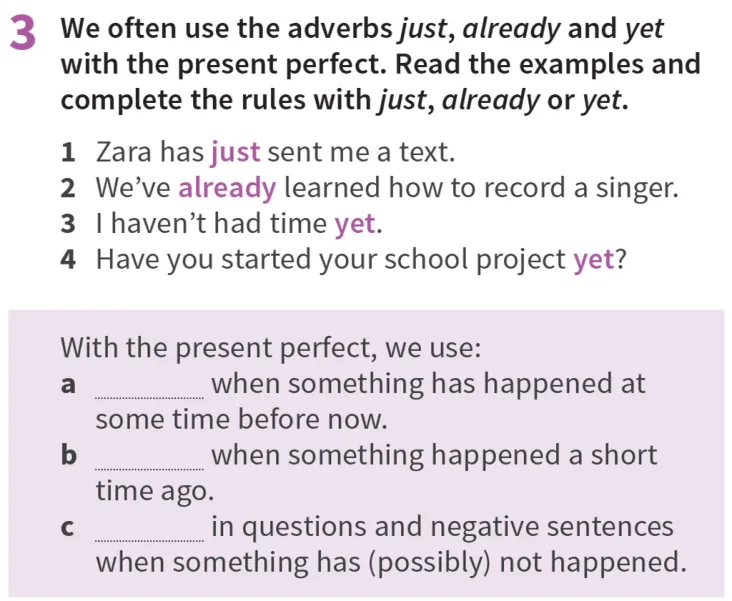 3 We often use the adverbs just, already and yet
with the present perfect. Read the examples and
complete the rules with just, already or yet.
1 Zara has just sent me a text.
2 We’ve already learned how to record a singer.
3 I haven’t had time yet.
4 Have you started your school project yet?
With the present perfect, we use:
a .................... when something has happened at
some time before now.
b .................... when something happened a short
time ago.
c .................... in questions and negative sentences
when something has (possibly) not happened.